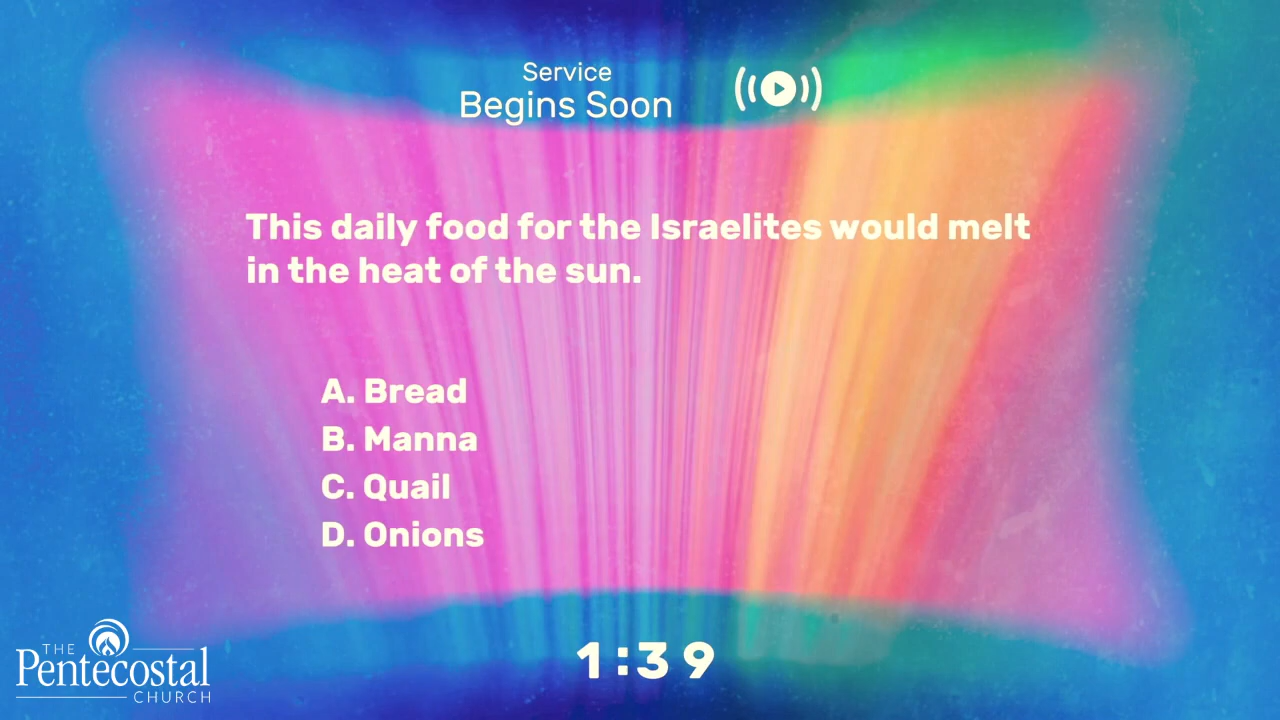 Service
Begins Soon
This daily food for the Israelites would melt
in the heat of the sun.
A. Bread
B. Manna
C. Quail
D. Onions
1:39
THE
Pentecostal
CHURCH